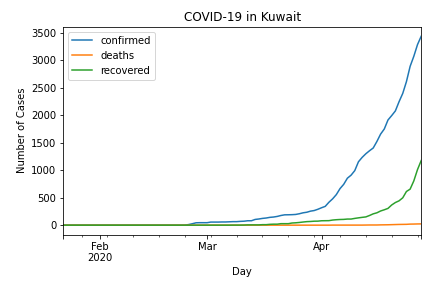 COVID-19 in Kuwait
confirmed
deaths
recovered
Number of Cases
3500
3000
2500
2000
1500
1000
500
0
Feb
2020
Mar
Apr
Day